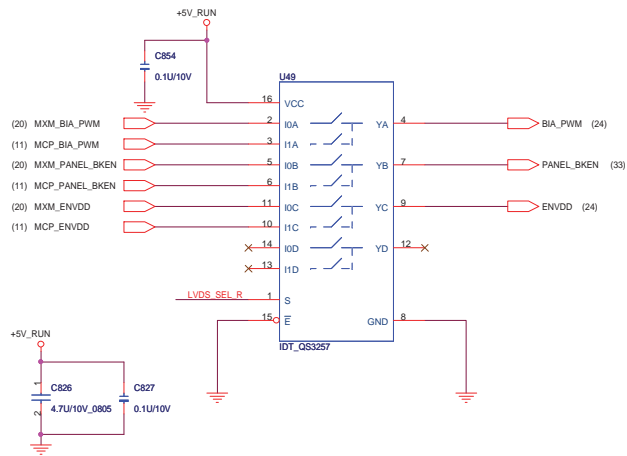 +5V_RUN
C854
0.1U/10V
U49
16 VCC
(20) MXM_BIA_PWM 2 I0A YA 4 BIA_PWM (24)
(11) MCP_BIA_PWM 3 I1A
(20) MXM_PANEL_BKEN 5 I0B YB 7 PANEL_BKEN (33)
(11) MCP_PANEL_BKEN 6 I1B
(20) MXM_ENVDD 11 I0C YC 9 ENVDD (24)
(11) MCP_ENVDD 10 I1C
14 I0D YD 12
13 I1D
LVDS_SEL_R 1 S
15 E GND 8
IDT_QS3257
+5V_RUN
1
C826 C827
4.7U/10V_0805 0.1U/10V
2